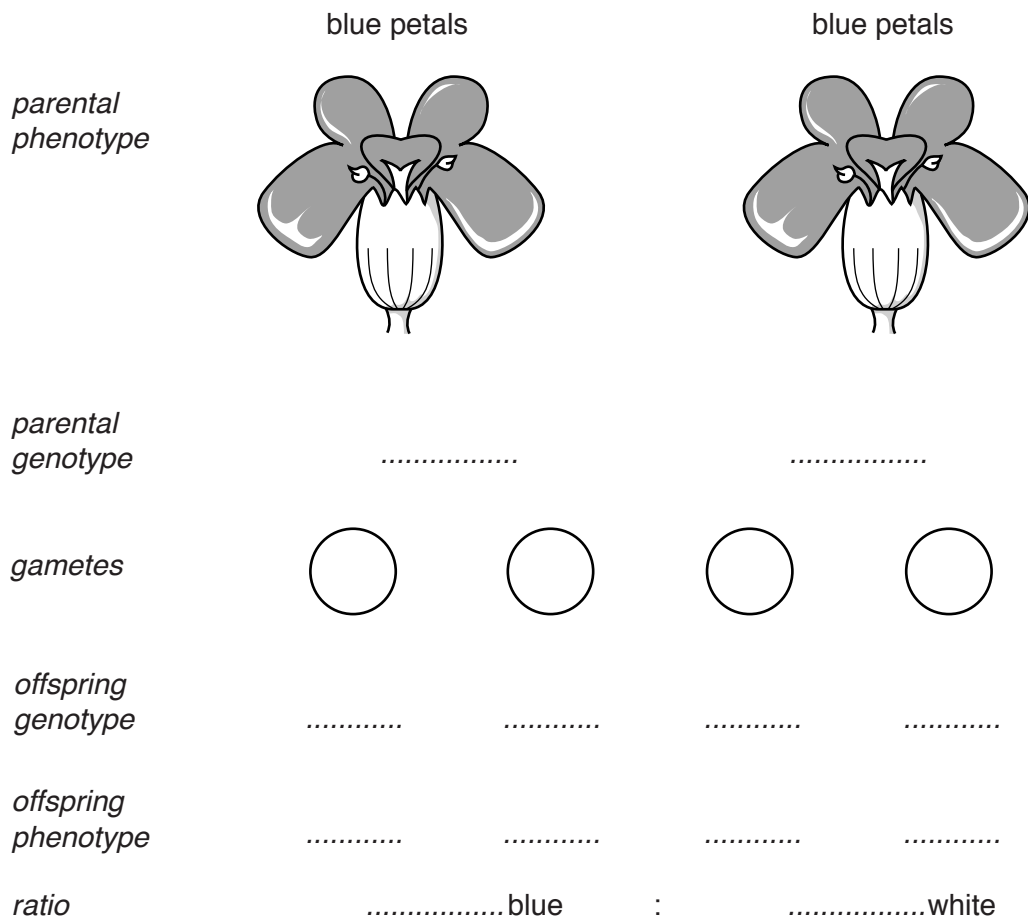 blue petals blue petals
parental
phenotype
parental
genotype ................. .................
gametes
offspring
genotype ............ ............ ............ ............
offspring
phenotype ............ ............ ............ ............
ratio .................blue : .................white